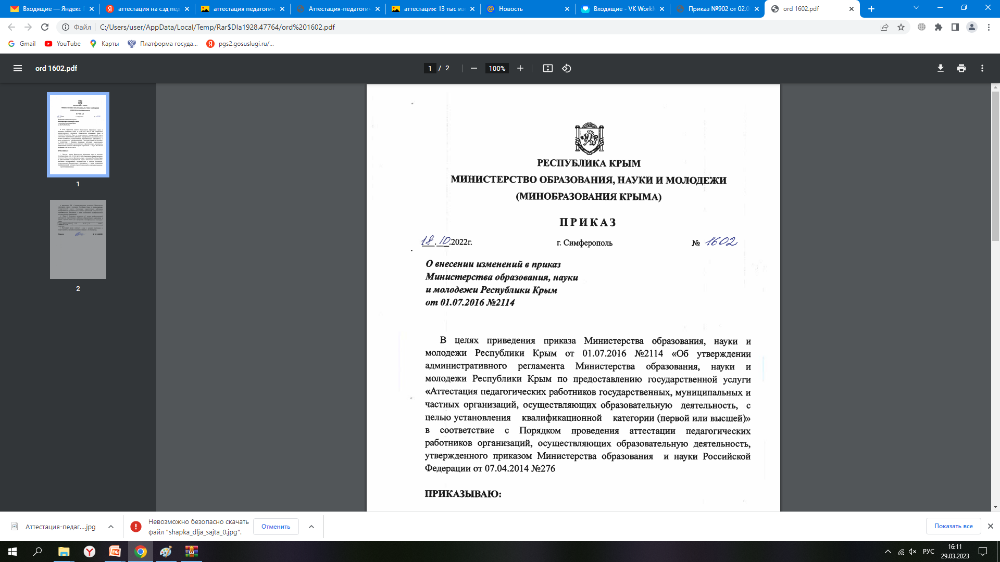 Входящие — Яндекс
аттестация на сзд пед
аттестация педагогич
Аттестация-педагоги
аттестация: 13 тыс из
Новость
Входящие - VK Work
Приказ №902 от 02.0
ord 1602.pdf
Файл
C:/Users/user/AppData/Local/Temp/Rar$DIa1928.47764/ord%201602.pdf
Gmail
YouTube
Карты
Платформа госуда...
pgs2.gosuslugi.ru/...
ord 1602.pdf
1 / 2
100%
1
2
РЕСПУБЛИКА КРЫМ
МИНИСТЕРСТВО ОБРАЗОВАНИЯ, НАУКИ И МОЛОДЕЖИ
(МИНОБРАЗОВАНИЯ КРЫМА)
П Р И К А З
18.10.2022г. г. Симферополь № 1602
О внесении изменений в приказ
Министерства образования, науки
и молодежи Республики Крым
от 01.07.2016 №2114
В целях приведения приказа Министерства образования, науки и
молодежи Республики Крым от 01.07.2016 №2114 «Об утверждении
административного регламента Министерства образования, науки и
молодежи Республики Крым по предоставлению государственной услуги
«Аттестация педагогических работников государственных, муниципальных и
частных организаций, осуществляющих образовательную деятельность, с
целью установления квалификационной категории (первой или высшей)»
в соответствие с Порядком проведения аттестации педагогических
работников организаций, осуществляющих образовательную деятельность,
утвержденного приказом Министерства образования и науки Российской
Федерации от 07.04.2014 №276
ПРИКАЗЫВАЮ:
Аттестация-педаг....jpg
Невозможно безопасно скачать
файл "shapka_dlja_sajta_0.jpg".
Отменить
Показать все
РУС
16:11
29.03.2023